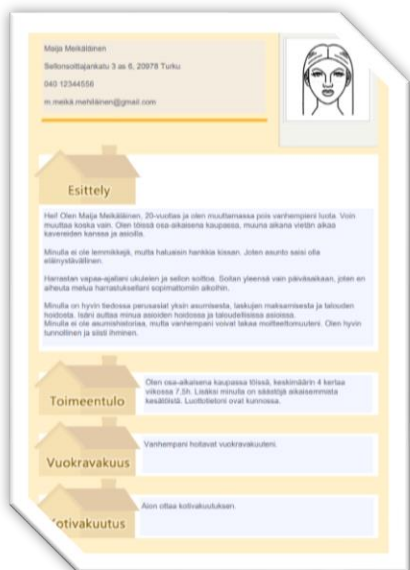 Maija Meikäläinen
Sellonsoittajankatu 3 as 6, 20978 Turku
040 12344556
m.meikä.mehiläinen@gmail.com
Esittely
Hei! Olen Maija Meikäläinen, 20-vuotias ja olen muuttamassa pois vanhempieni luota. Voin
muuttaa koska vain. Olen töissä osa-aikaisena kaupassa, muuna aikana vietän aikaa
kavereiden kanssa ja asioilla.
Minulla ei ole lemmikkejä, mutta haluaisin hankkia kissan. Joten asunto saisi olla
eläinystävällinen.
Harrastan vapaa-ajallani ukulelen ja sellon soittoa. Soitan yleensä vain päiväsaikaan, joten en
aiheuta melua harrastuksellani sopimattomiin aikoihin.
Minulla on hyvin tiedossa perusasiat yksin asumisesta, laskujen maksamisesta ja talouden
hoidosta. Isäni auttaa minua asioiden hoidossa ja taloudellisissa asioissa.
Minulla ei ole asumishistoriaa, mutta vanhempani voivat takaa moitteettomuuteni. Olen hyvin
tunnollinen ja siisti ihminen.
Toimeentulo
Olen osa-aikaisena kaupassa töissä, keskimäärin 4 kertaa
viikossa 7,5h. Lisäksi minulla on säästöjä aikaisemmista
kesätöistä. Luottotietoni ovat kunnossa.
Vuokravakuus
Vanhempani hoitavat vuokravakuuteni.
Kotivakuutus
Aion ottaa kotivakuutuksen.